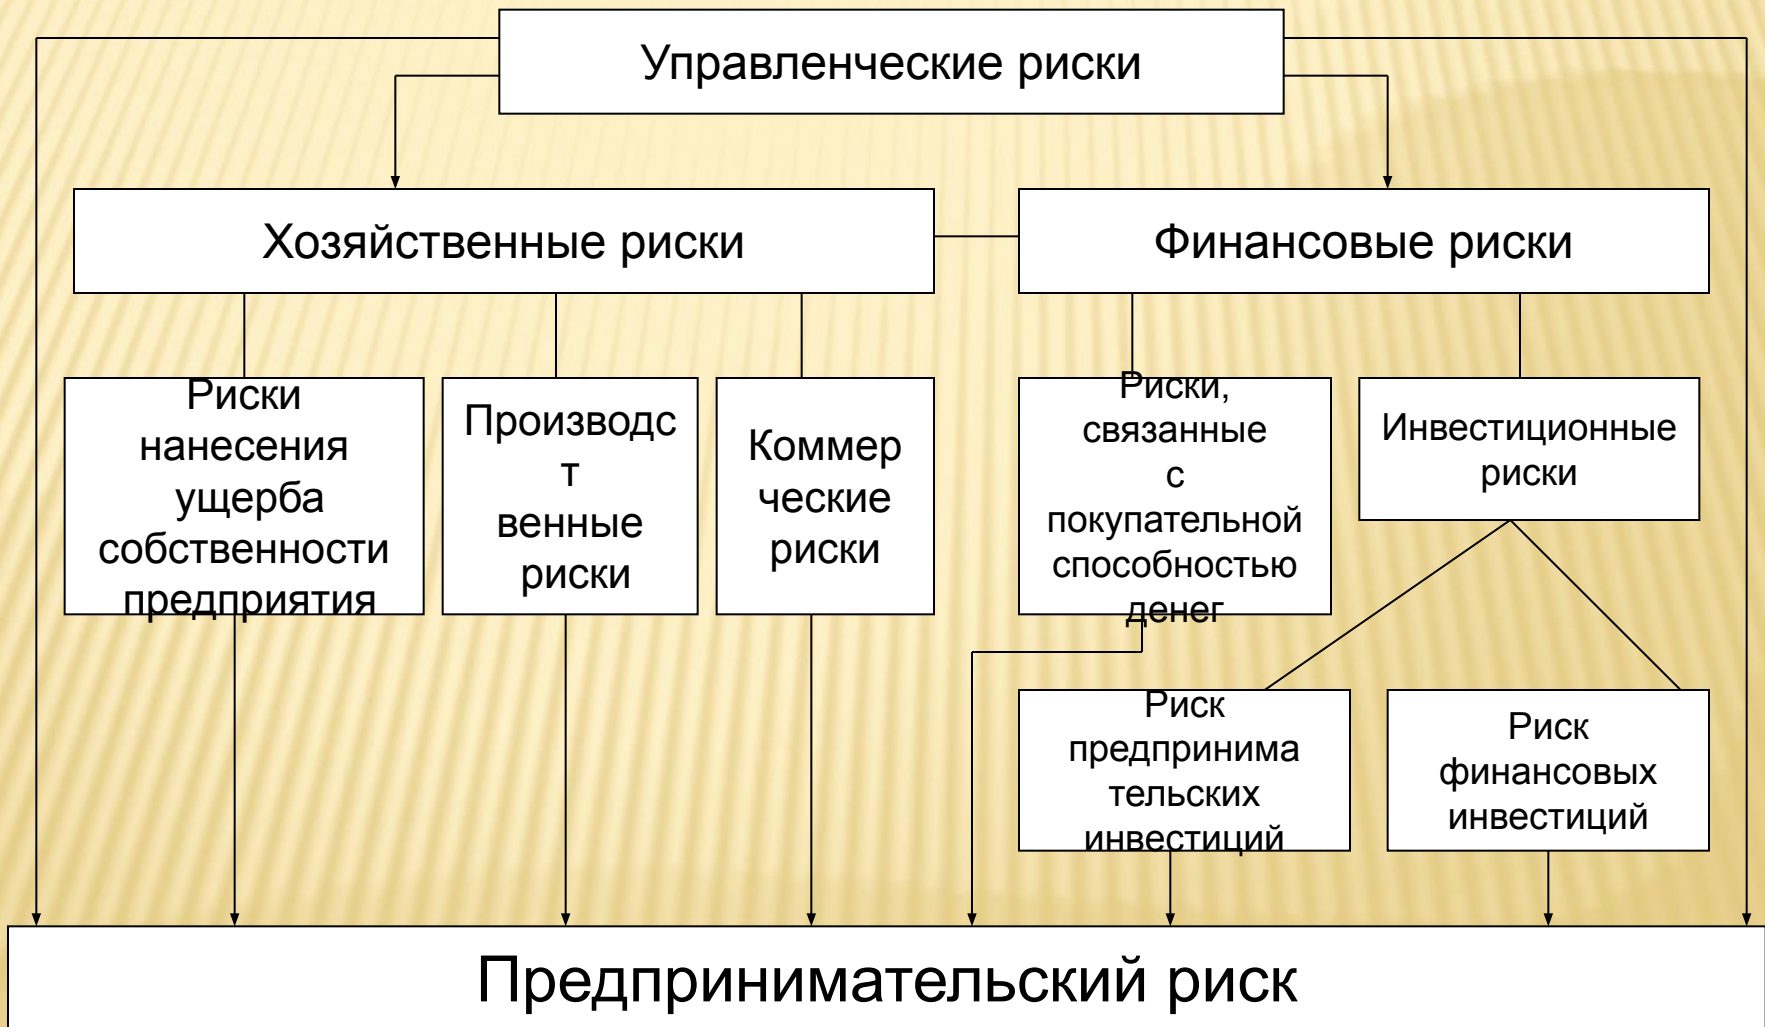 Управленческие риски
Хозяйственные риски
Финансовые риски
Риски
нанесения
ущерба
собственности
предприятия
Производс
т
венные
риски
Коммер
ческие
риски
Риски,
связанные
с
покупательной
способностью
денег
Инвестиционные
риски
Риск
предпринима
тельских
инвестиций
Риск
финансовых
инвестиций
Предпринимательский риск